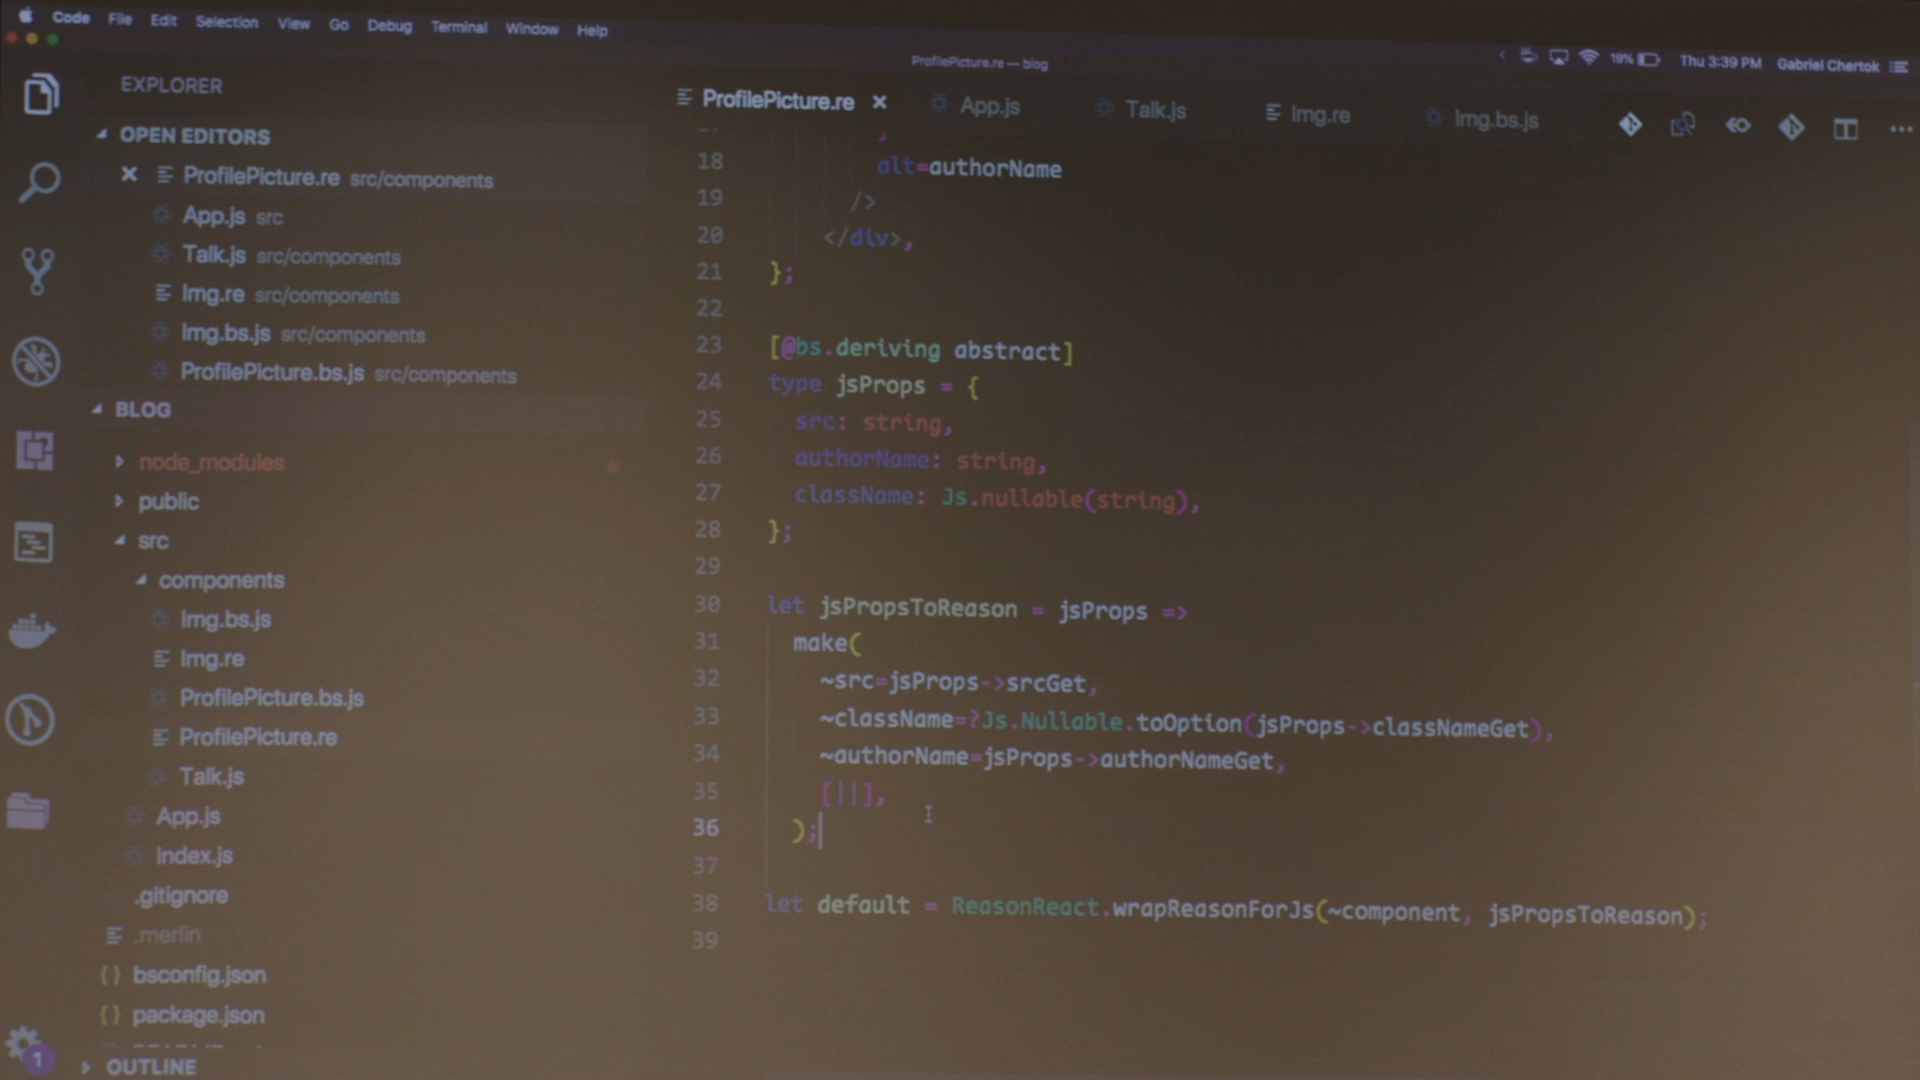 Code File Edit Selection View Go Debug Terminal Window Help
19% Thu 3:39 PM Gabriel Chertok
ProfilePicture.re — blog
EXPLORER
OPEN EDITORS
ProfilePicture.re src/components
App.js src
Talk.js src/components
Img.re src/components
Img.bs.js src/components
ProfilePicture.bs.js src/components
BLOG
node_modules
public
src
components
Img.bs.js
Img.re
ProfilePicture.bs.js
ProfilePicture.re
Talk.js
App.js
index.js
.gitignore
.merlin
bsconfig.json
package.json
1
OUTLINE
ProfilePicture.re App.js Talk.js Img.re Img.bs.js
18 alt=authorName
19 />
20 </div>,
21 };
22
23 [@bs.deriving abstract]
24 type jsProps = {
25 src: string,
26 authorName: string,
27 className: Js.nullable(string),
28 };
29
30 let jsPropsToReason = jsProps =>
31 make(
32 ~src=jsProps->srcGet,
33 ~className=?Js.Nullable.toOption(jsProps->classNameGet),
34 ~authorName=jsProps->authorNameGet,
35 [||],
36 );
37
38 let default = ReasonReact.wrapReasonForJs(~component, jsPropsToReason);
39